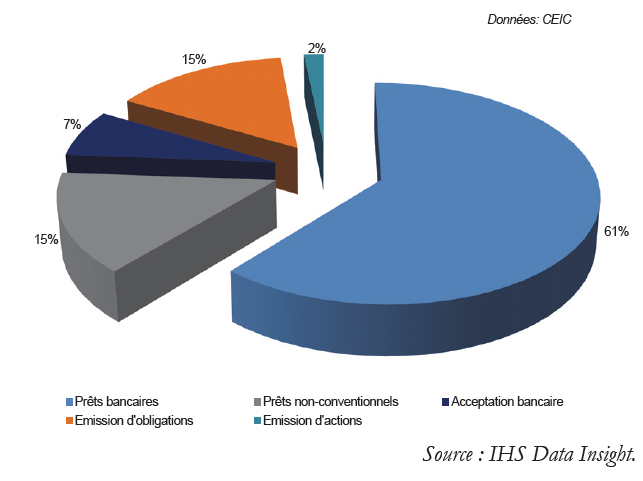 Données: CEIC
2%
15%
7%
15%
61%
Prêts bancaires
Prêts non-conventionnels
Acceptation bancaire
Emission d'obligations
Emission d'actions
Source : IHS Data Insight.